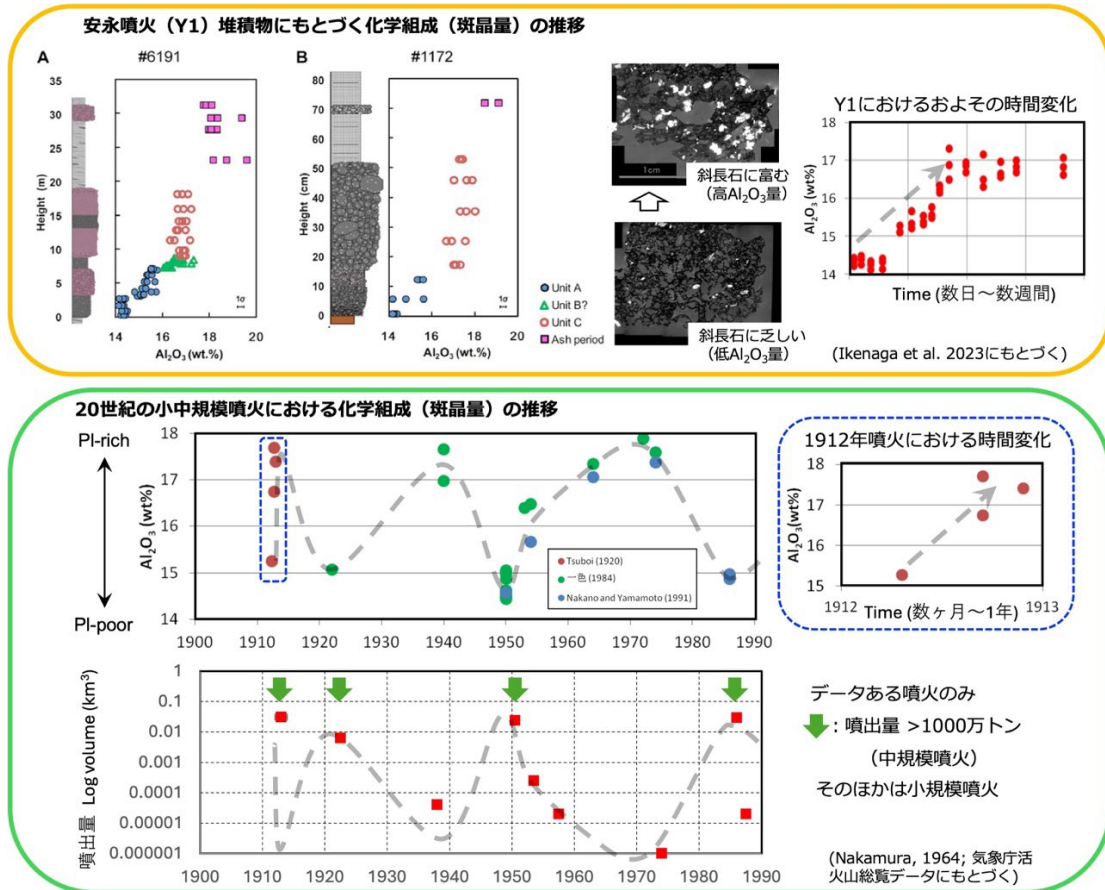 安永噴火（Y1）堆積物にもとづく化学組成（斑晶量）の推移
A
#6191
35
30
25
20
15
10
5
0
Height (m)
14 16 18 20
Al₂O₃ (wt.%)
1σ
B
#1172
80
70
60
50
40
30
20
10
0
Height (cm)
14 16 18 20
Al₂O₃ (wt.%)
1σ
Unit A
Unit B?
Unit C
Ash period
1cm
斜長石に富む
（高Al₂O₃量）
斜長石に乏しい
（低Al₂O₃量）
Y1におけるおよその時間変化
18
17
16
15
14
Al₂O₃(wt%)
Time (数日～数週間)
(Ikenaga et al. 2023にもとづく)
20世紀の小中規模噴火における化学組成（斑晶量）の推移
Pl-rich
Pl-poor
Al₂O₃ (wt%)
18
17
16
15
14
1900 1910 1920 1930 1940 1950 1960 1970 1980 1990
Tsuboi (1920)
一色 (1984)
Nakano and Yamamoto (1991)
1912年噴火における時間変化
18
17
16
15
Al₂O₃(wt%)
1912 1913
Time (数ヶ月～1年)
噴出量 Log volume (km³)
1
0.1
0.01
0.001
0.0001
0.00001
0.000001
1900 1910 1920 1930 1940 1950 1960 1970 1980 1990
データある噴火のみ
: 噴出量 >1000万トン
（中規模噴火）
そのほかは小規模噴火
(Nakamura, 1964; 気象庁活
火山総覧データにもとづく)